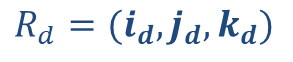 R_d = (i_d, j_d, k_d)